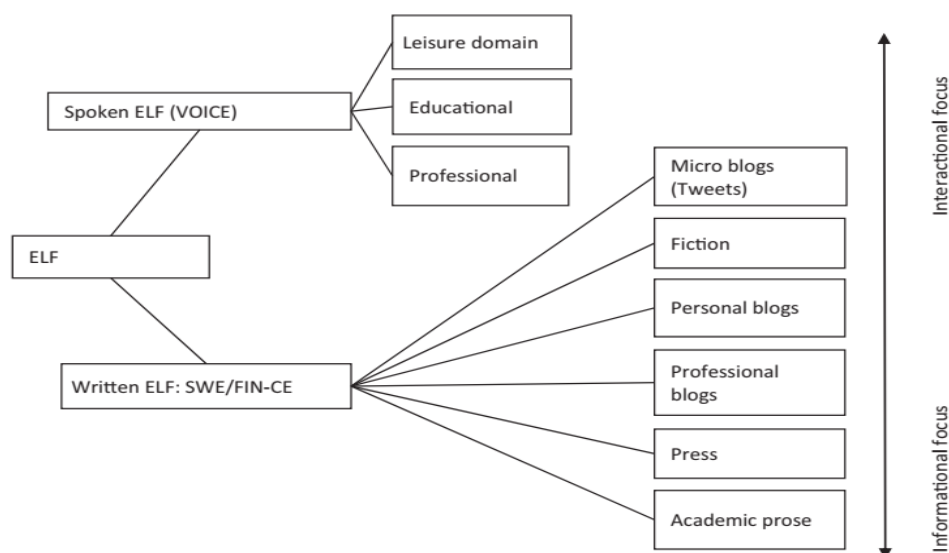 Leisure domain
Spoken ELF (VOICE)
Educational
Professional
Micro blogs
(Tweets)
ELF
Fiction
Personal blogs
Written ELF: SWE/FIN-CE
Professional
blogs
Press
Academic prose
Interactional focus
Informational focus